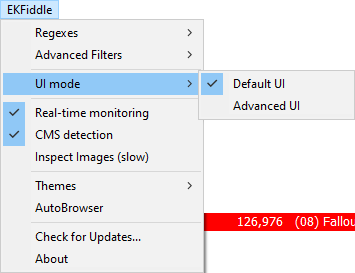 EKFiddle
Regexes
Advanced Filters
UI mode
Default UI
Advanced UI
Real-time monitoring
CMS detection
Inspect Images (slow)
Themes
AutoBrowser
126,976 (08) Fallou
Check for Updates...
About